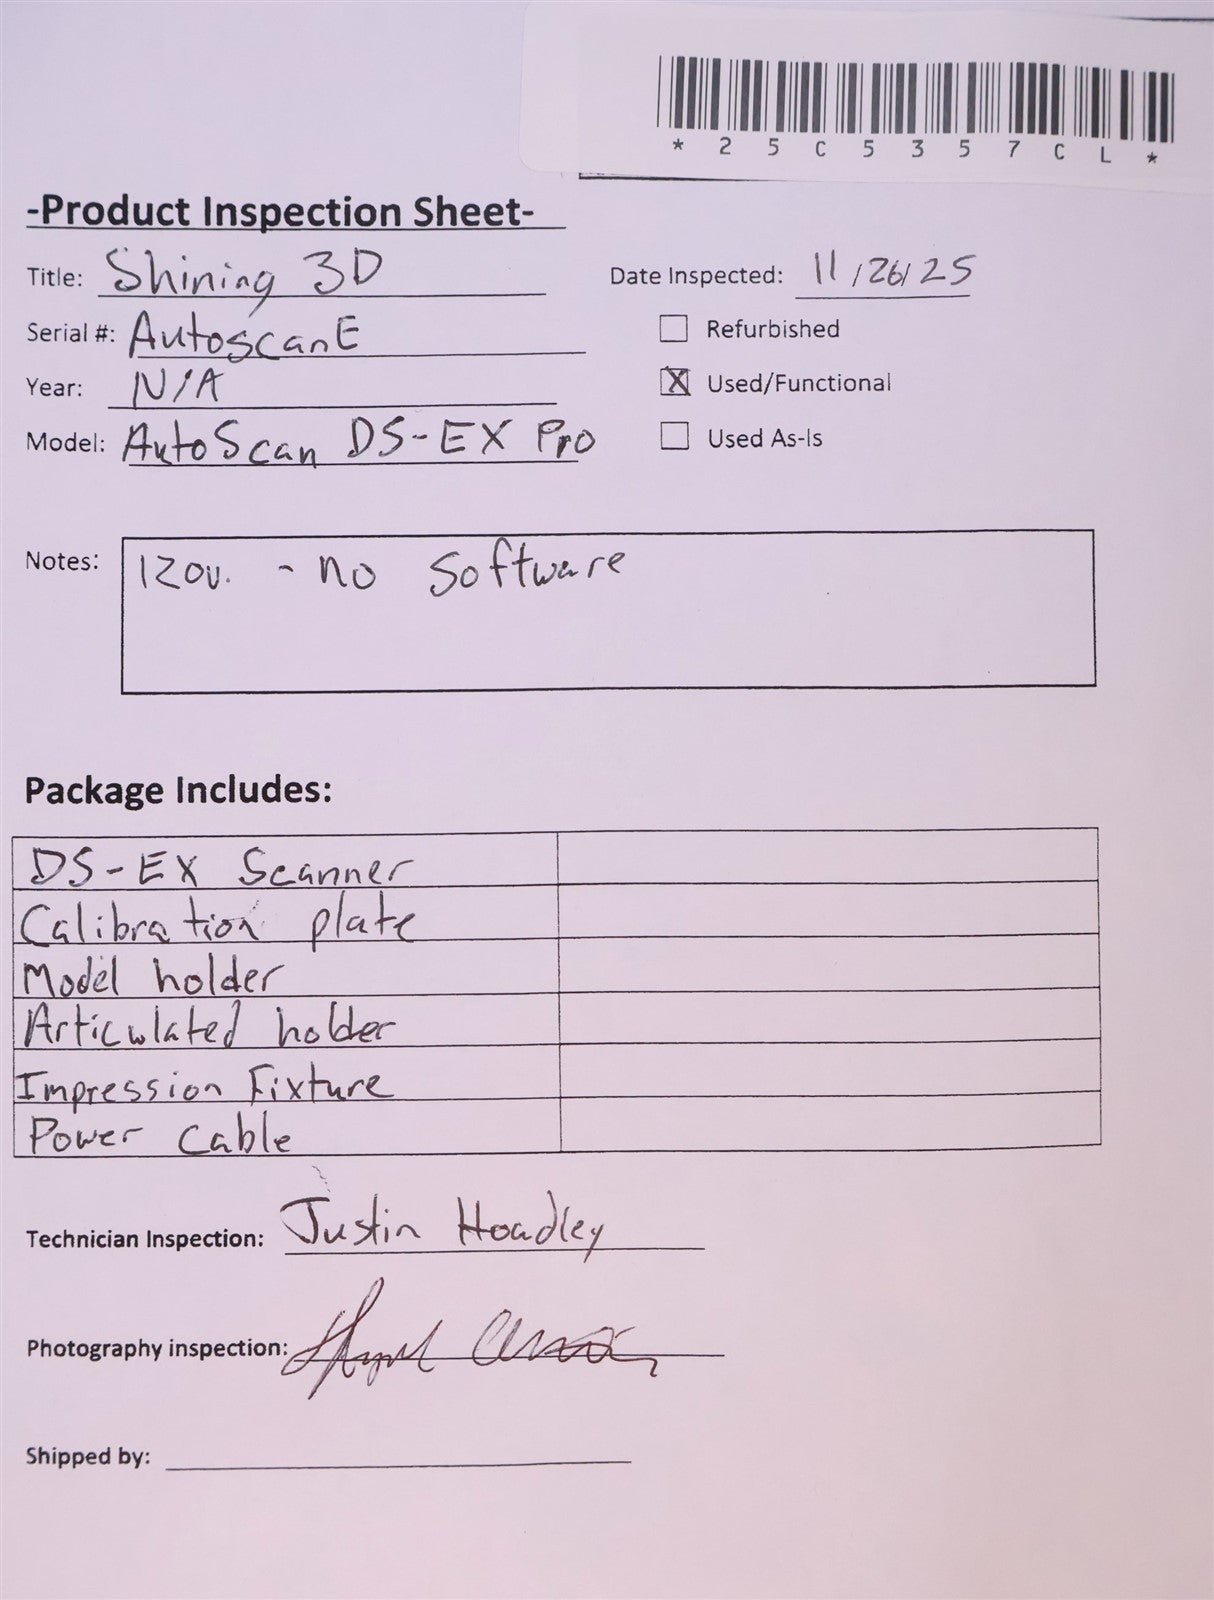 *25C5357CL*
-Product Inspection Sheet-
Title: Shining 3D
Date Inspected: 11/26/25
Serial #: AutoscanE
Refurbished
Year: N/A
X Used/Functional
Model: AutoScan DS-EX Pro
Used As-Is
Notes: 120v. - no software
Package Includes:
DS-EX Scanner
Calibration plate
Model holder
Articulated holder
Impression Fixture
Power cable
Technician Inspection: Justin Hoadley
Photography inspection:
Shipped by: